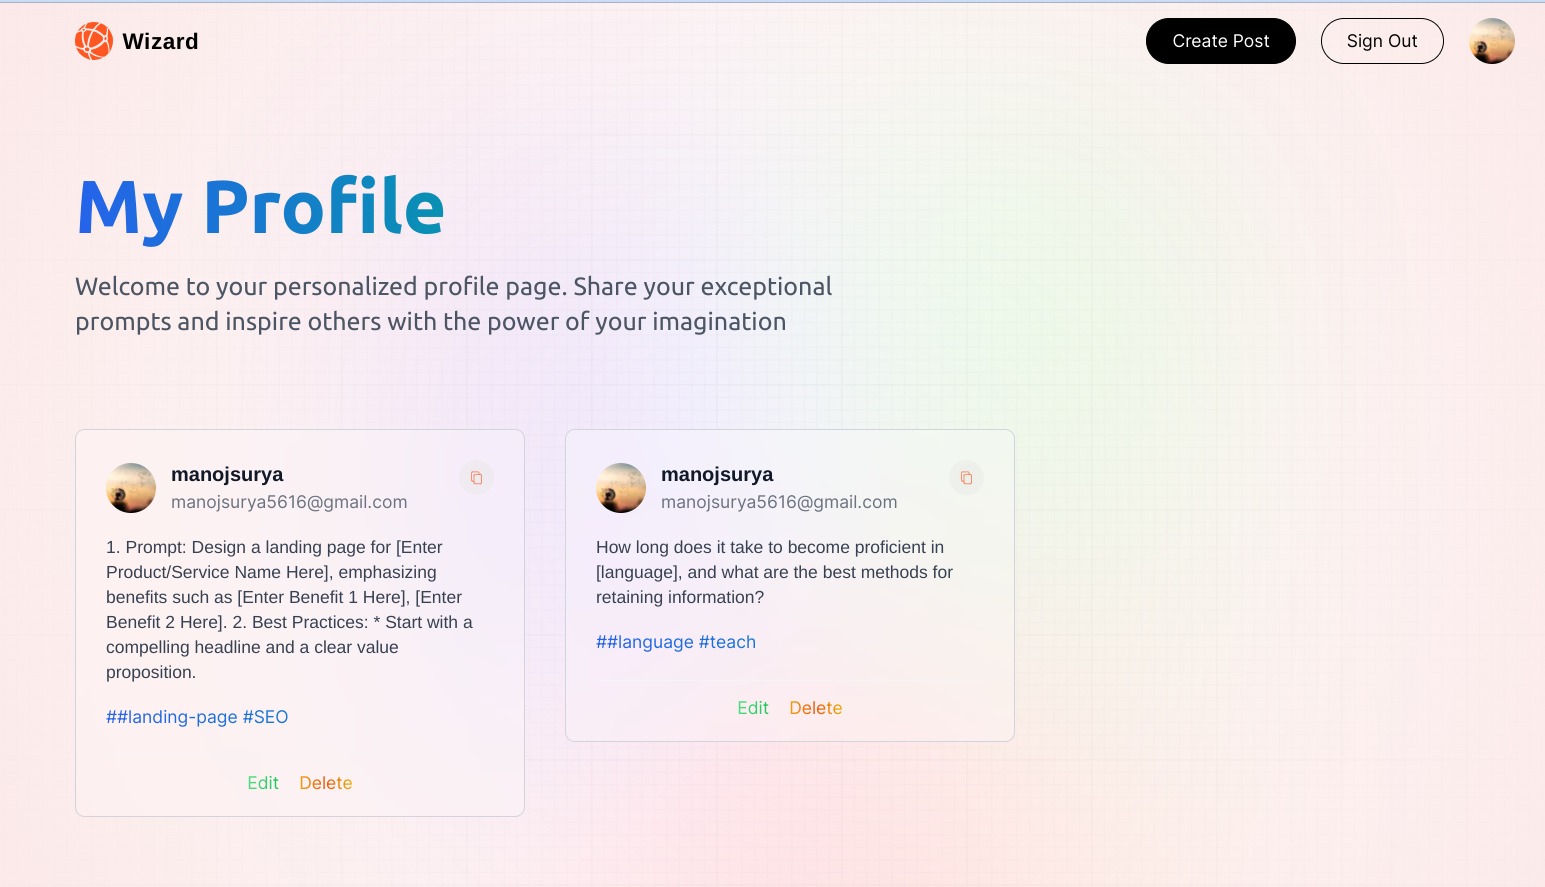 Wizard
Create Post
Sign Out
My Profile
Welcome to your personalized profile page. Share your exceptional
prompts and inspire others with the power of your imagination
manojsurya
manojsurya5616@gmail.com
1. Prompt: Design a landing page for [Enter
Product/Service Name Here], emphasizing
benefits such as [Enter Benefit 1 Here], [Enter
Benefit 2 Here]. 2. Best Practices: * Start with a
compelling headline and a clear value
proposition.
##landing-page #SEO
Edit Delete
manojsurya
manojsurya5616@gmail.com
How long does it take to become proficient in
[language], and what are the best methods for
retaining information?
##language #teach
Edit Delete